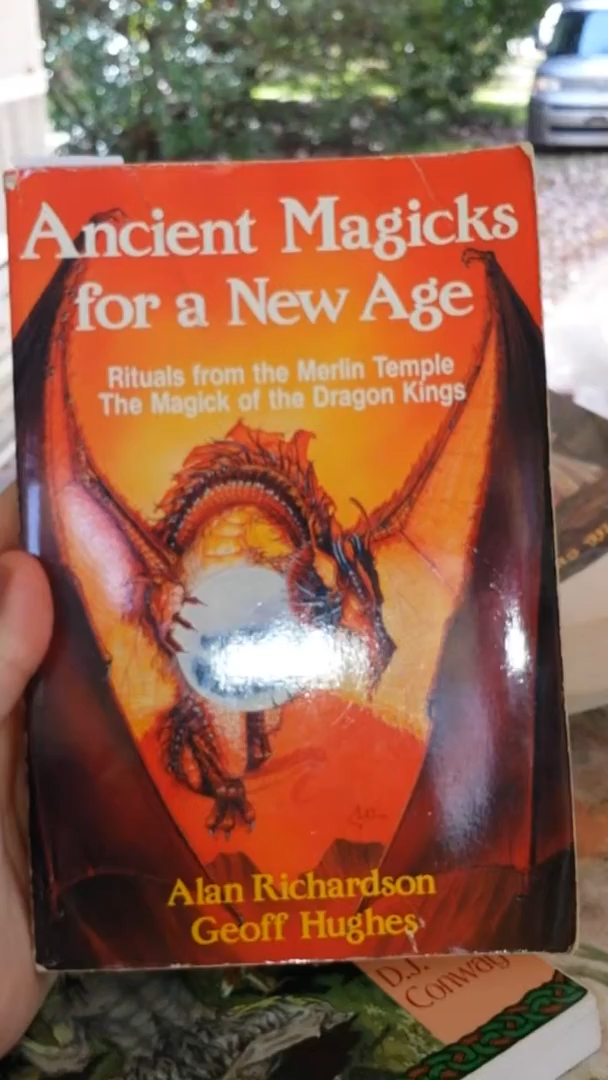 Ancient Magicks
for a New Age
Rituals from the Merlin Temple
The Magick of the Dragon Kings
Alan Richardson
Geoff Hughes
D.J.
Conway